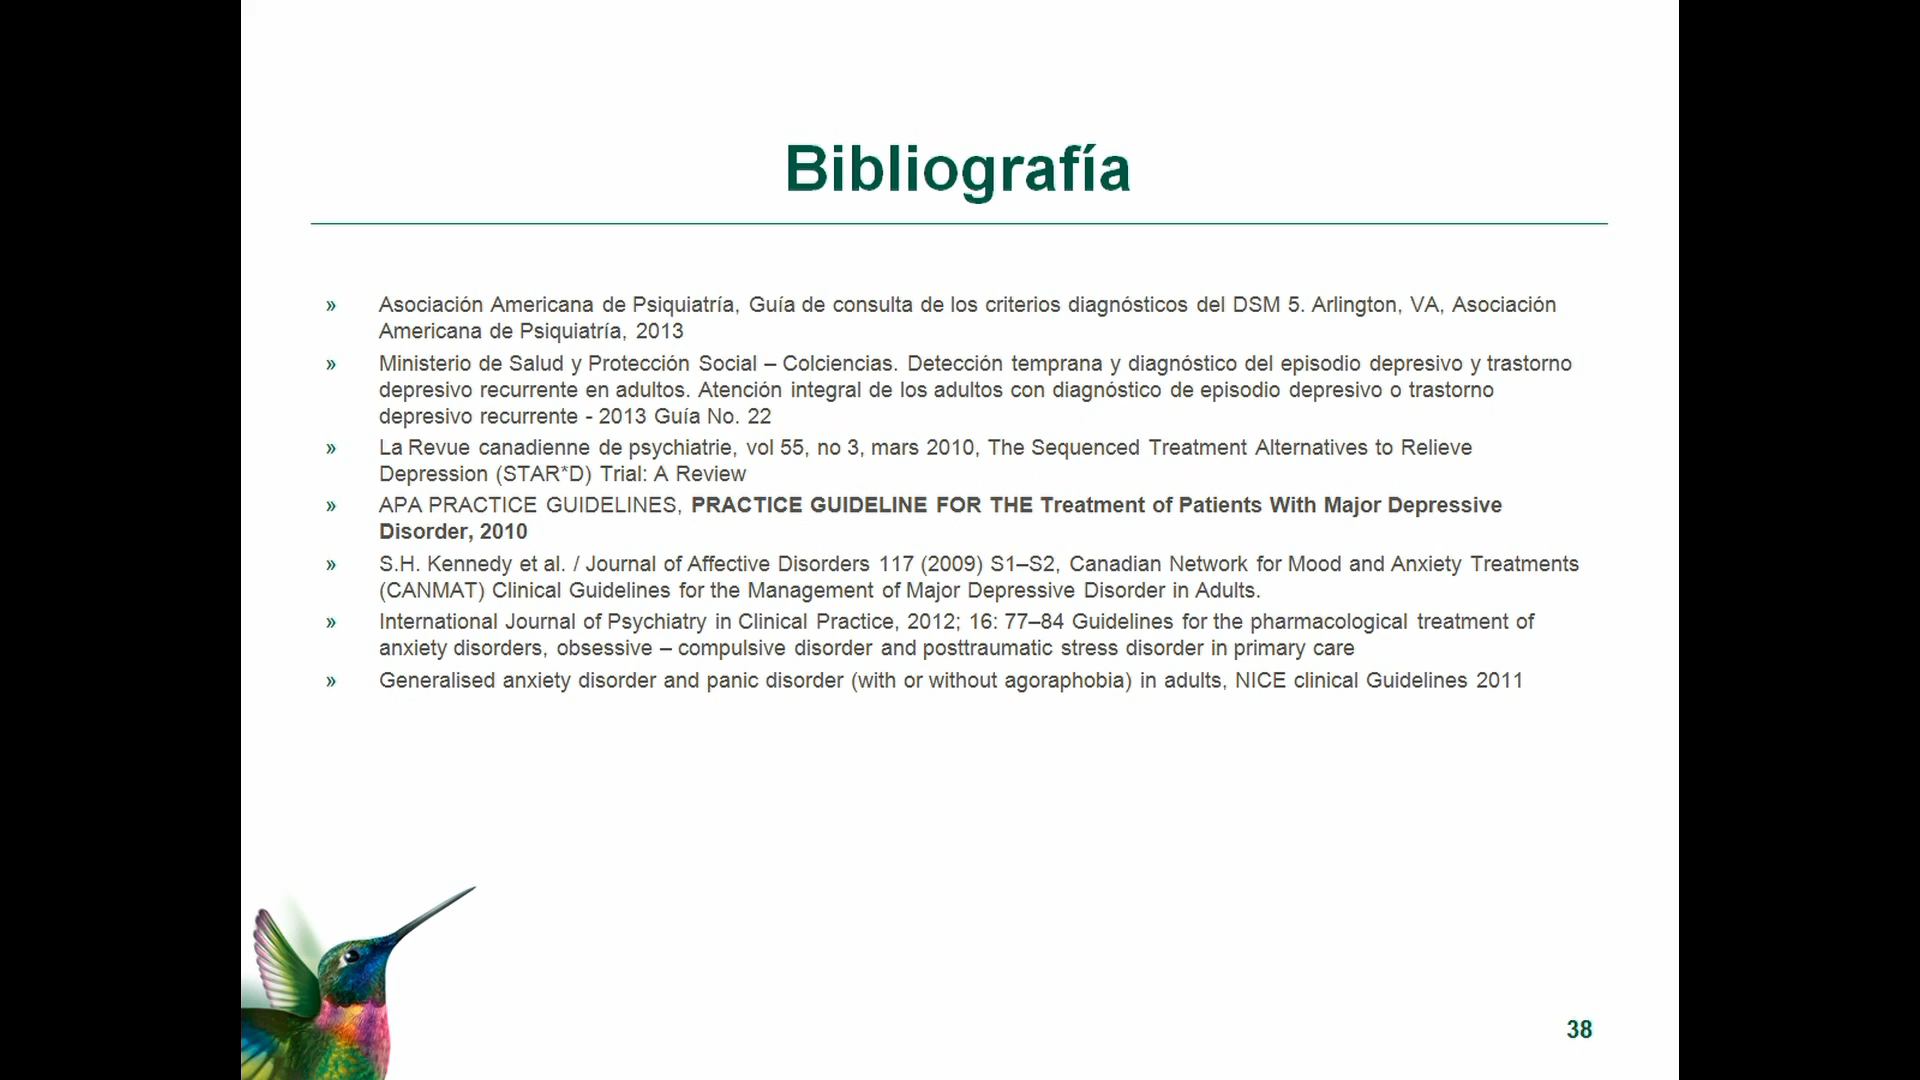 Bibliografía
» Asociación Americana de Psiquiatría, Guía de consulta de los criterios diagnósticos del DSM 5. Arlington, VA, Asociación
Americana de Psiquiatría, 2013
» Ministerio de Salud y Protección Social – Colciencias. Detección temprana y diagnóstico del episodio depresivo y trastorno
depresivo recurrente en adultos. Atención integral de los adultos con diagnóstico de episodio depresivo o trastorno
depresivo recurrente - 2013 Guía No. 22
» La Revue canadienne de psychiatrie, vol 55, no 3, mars 2010, The Sequenced Treatment Alternatives to Relieve
Depression (STAR*D) Trial: A Review
» APA PRACTICE GUIDELINES, PRACTICE GUIDELINE FOR THE Treatment of Patients With Major Depressive
Disorder, 2010
» S.H. Kennedy et al. / Journal of Affective Disorders 117 (2009) S1–S2, Canadian Network for Mood and Anxiety Treatments
(CANMAT) Clinical Guidelines for the Management of Major Depressive Disorder in Adults.
» International Journal of Psychiatry in Clinical Practice, 2012; 16: 77–84 Guidelines for the pharmacological treatment of
anxiety disorders, obsessive – compulsive disorder and posttraumatic stress disorder in primary care
» Generalised anxiety disorder and panic disorder (with or without agoraphobia) in adults, NICE clinical Guidelines 2011
38